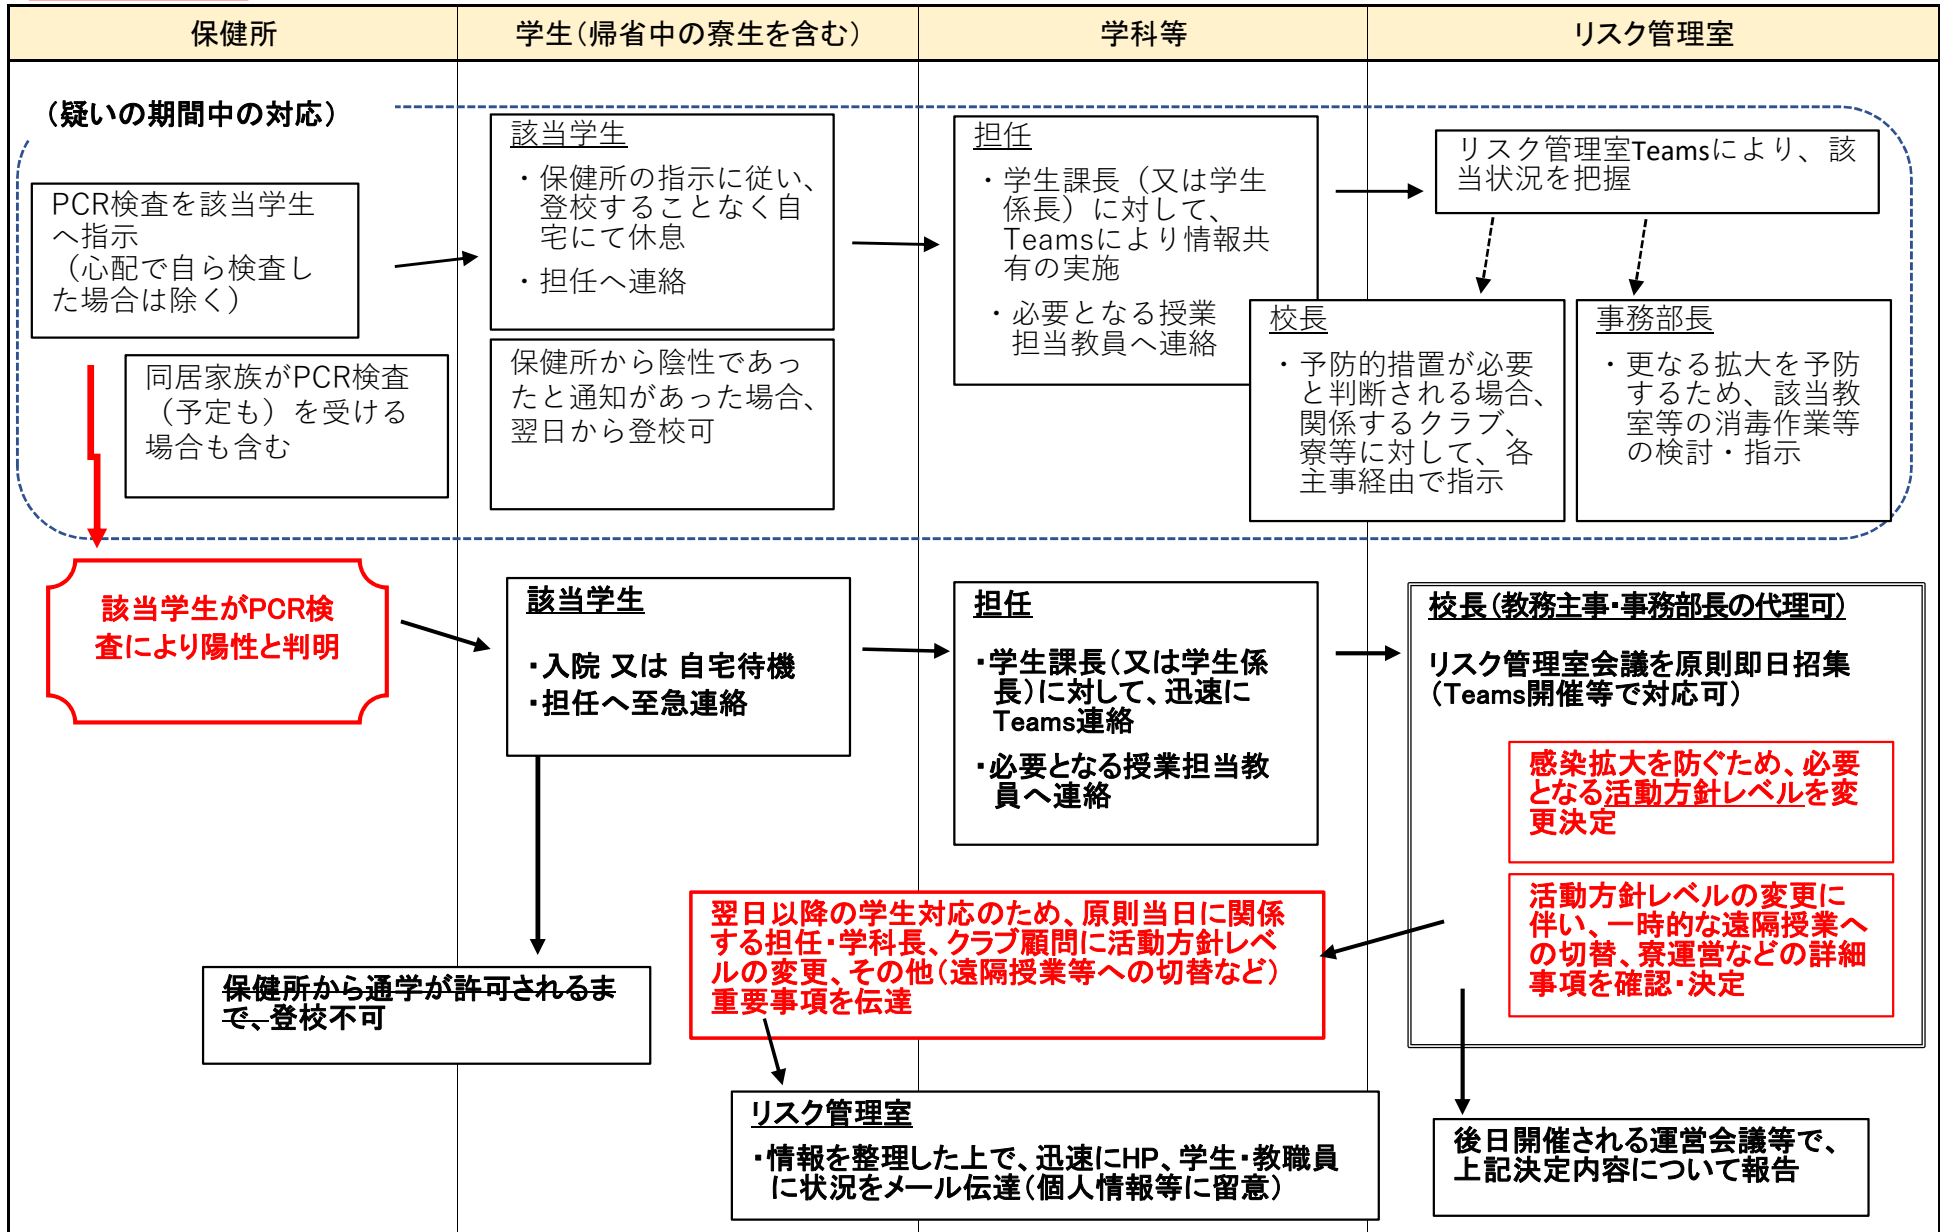 保健所
学生（帰省中の寮生を含む）
学科等
リスク管理室
（疑いの期間中の対応）
PCR検査を該当学生
へ指示
（心配で自ら検査し
た場合は除く）
同居家族がPCR検査
（予定も）を受ける
場合も含む
該当学生
・保健所の指示に従い、
登校することなく自
宅にて休息
・担任へ連絡
保健所から陰性であっ
たと通知があった場合、
翌日から登校可
担任
・学生課長（又は学生
係長）に対して、
Teamsにより情報共
有の実施
・必要となる授業
担当教員へ連絡
リスク管理室Teamsにより、該
当状況を把握
校長
・予防的措置が必要
と判断される場合、
関係するクラブ、
寮等に対して、各
主事経由で指示
事務部長
・更なる拡大を予防
するため、該当教
室等の消毒作業等
の検討・指示
該当学生がPCR検
査により陽性と判明
該当学生
・入院 又は 自宅待機
・担任へ至急連絡
担任
・学生課長（又は学生係
長）に対して、迅速に
Teams連絡
・必要となる授業担当教
員へ連絡
校長（教務主事・事務部長の代理可）
リスク管理室会議を原則即日招集
（Teams開催等で対応可）
感染拡大を防ぐため、必要
となる活動方針レベルを変
更決定
活動方針レベルの変更に
伴い、一時的な遠隔授業へ
の切替、寮運営などの詳細
事項を確認・決定
翌日以降の学生対応のため、原則当日に関係
する担任・学科長、クラブ顧問に活動方針レベ
ルの変更、その他（遠隔授業等への切替など）
重要事項を伝達
保健所から通学が許可されるま
で、登校不可
リスク管理室
・情報を整理した上で、迅速にHP、学生・教職員
に状況をメール伝達（個人情報等に留意）
後日開催される運営会議等で、
上記決定内容について報告